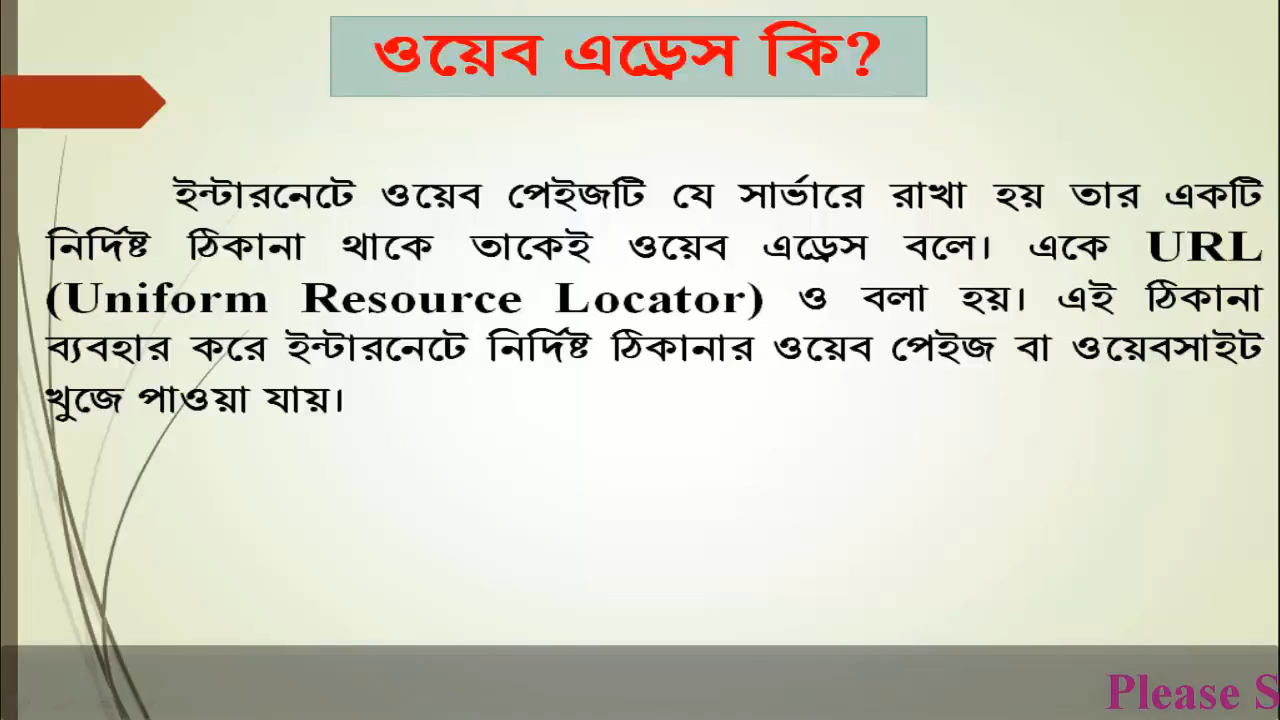 ওয়েব এড্রেস কি?
ইন্টারনেটে ওয়েব পেইজটি যে সার্ভারে রাখা হয় তার একটি
নির্দিষ্ট ঠিকানা থাকে তাকেই ওয়েব এড্রেস বলে। একে URL
(Uniform Resource Locator) ও বলা হয়। এই ঠিকানা
ব্যবহার করে ইন্টারনেটে নির্দিষ্ট ঠিকানার ওয়েব পেইজ বা ওয়েবসাইট
খুজে পাওয়া যায়।
Please S